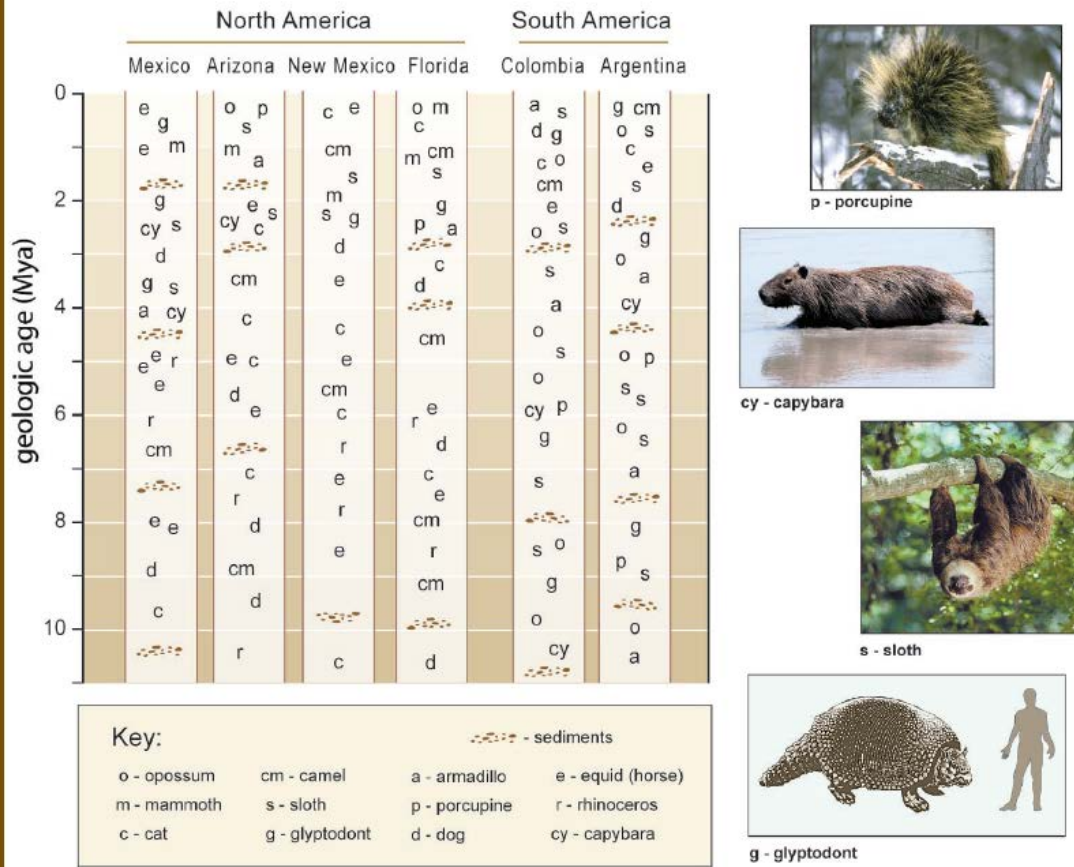 North America South America
Mexico Arizona New Mexico Florida Colombia Argentina
geologic age (Mya)
0
e o p c e o m a s g cm
g s c d g o s
e m m a cm m cm c o c
s s cm e
m s
g e g e d
cy s cy c s s g p a o s
d d g
cm c s o
g s e d a
a cy cy
c cm o
e e r e c e s o p
e d cm o s s
r e c r e cy p
cm r d g o s
c e c s a
r r e
e e d cm g
e r s o
d cm cm g p s
c d o o
r c d cy a
2
4
6
8
10
p - porcupine
cy - capybara
s - sloth
g - glyptodont
Key:
- sediments
o - opossum cm - camel a - armadillo e - equid (horse)
m - mammoth s - sloth p - porcupine r - rhinoceros
c - cat g - glyptodont d - dog cy - capybara